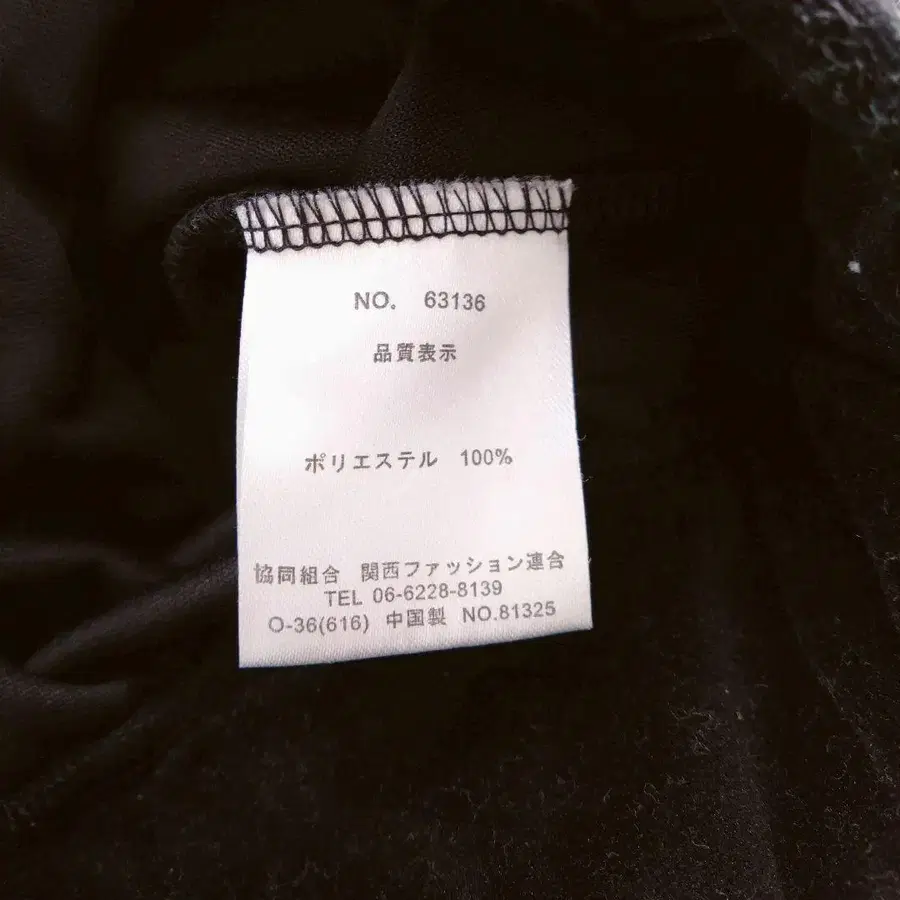 NO. 63136
品質表示
ポリエステル 100%
協同組合 関西ファッション連合
TEL 06-6228-8139
O-36(616) 中国製 NO.81325